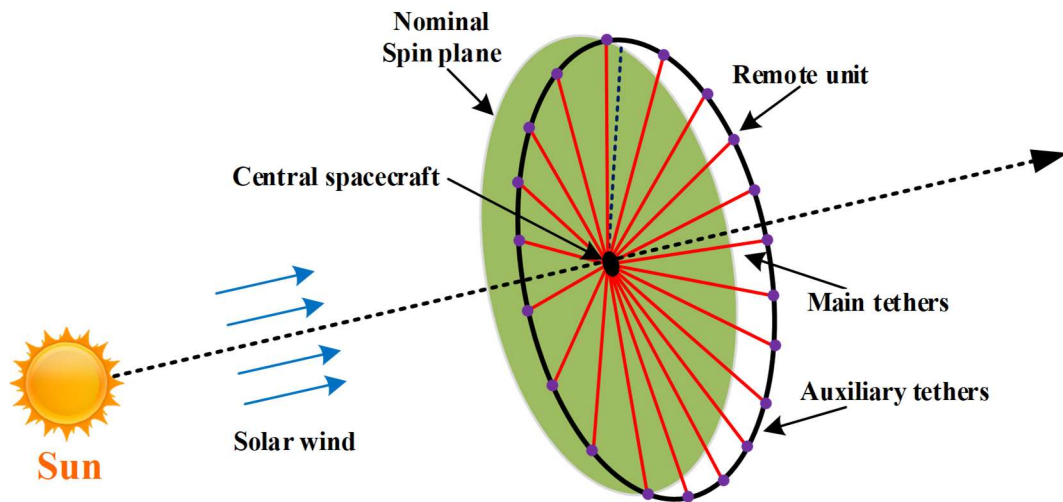 Nominal
Spin plane
Remote unit
Central spacecraft
Main tethers
Auxiliary tethers
Solar wind
Sun